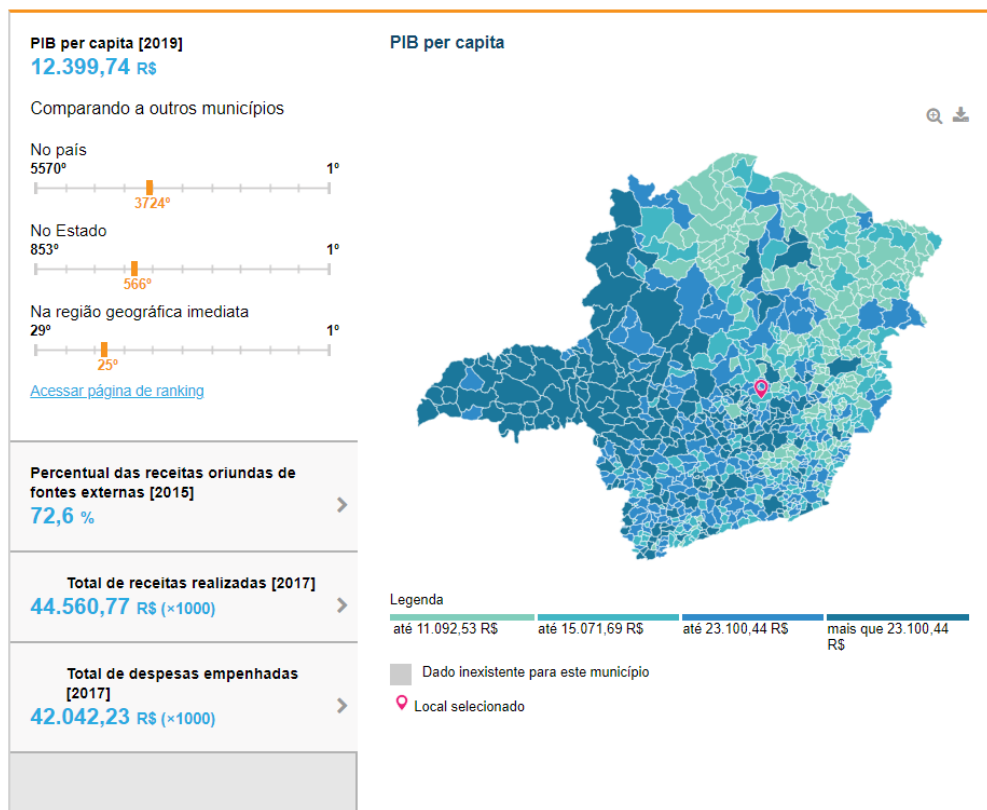 PIB per capita [2019]
12.399,74 R$
Comparando a outros municípios
No país
5570º 1º
3724º
No Estado
853º 1º
566º
Na região geográfica imediata
29º 1º
25º
Acessar página de ranking
Percentual das receitas oriundas de
fontes externas [2015]
72,6 %
Total de receitas realizadas [2017]
44.560,77 R$ (×1000)
Total de despesas empenhadas
[2017]
42.042,23 R$ (×1000)
PIB per capita
Legenda
até 11.092,53 R$ até 15.071,69 R$ até 23.100,44 R$ mais que 23.100,44
R$
Dado inexistente para este município
Local selecionado